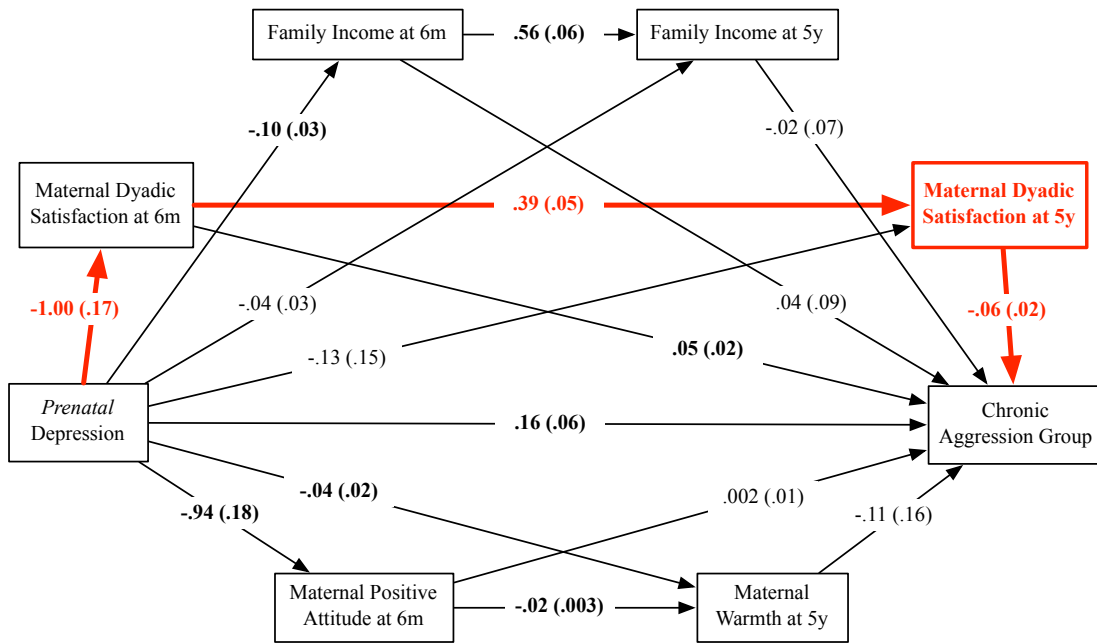 Family Income at 6m
.56 (.06)
Family Income at 5y
-.10 (.03)
-.02 (.07)
Maternal Dyadic
Satisfaction at 6m
.39 (.05)
Maternal Dyadic
Satisfaction at 5y
-1.00 (.17)
-.04 (.03)
.04 (.09)
-.06 (.02)
-.13 (.15)
.05 (.02)
Prenatal
Depression
.16 (.06)
Chronic
Aggression Group
-.04 (.02)
.002 (.01)
-.94 (.18)
-.11 (.16)
Maternal Positive
Attitude at 6m
-.02 (.003)
Maternal
Warmth at 5y